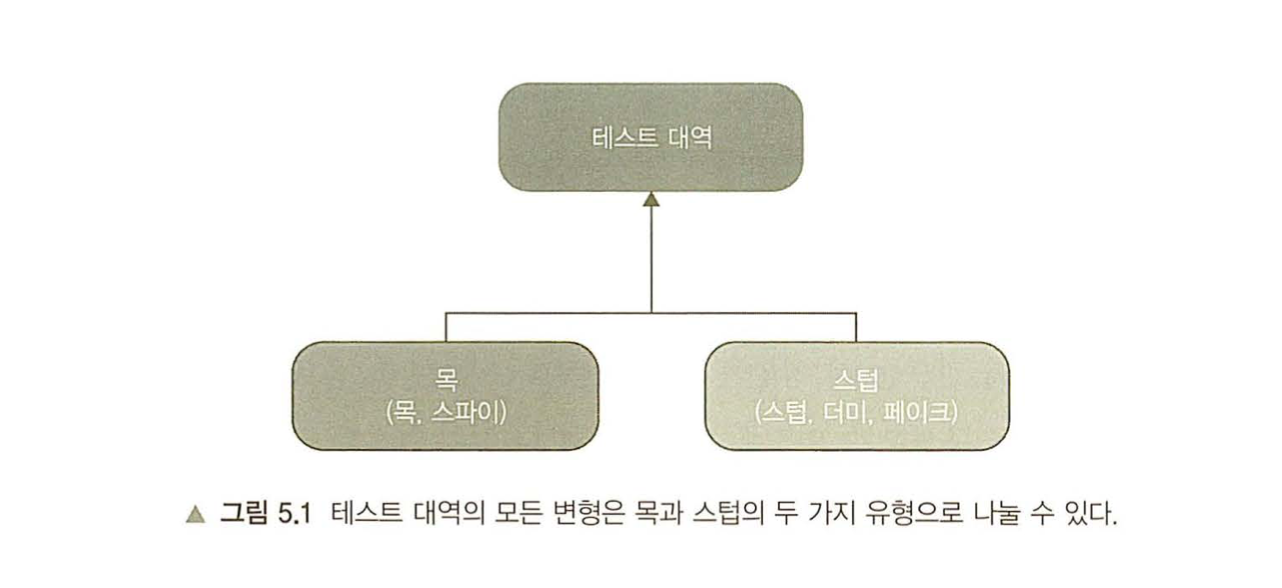 테스트 대역
목
(목, 스파이)
스텁
(스텁, 더미, 페이크)
▲ 그림 5.1 테스트 대역의 모든 변형은 목과 스텁의 두 가지 유형으로 나눌 수 있다.